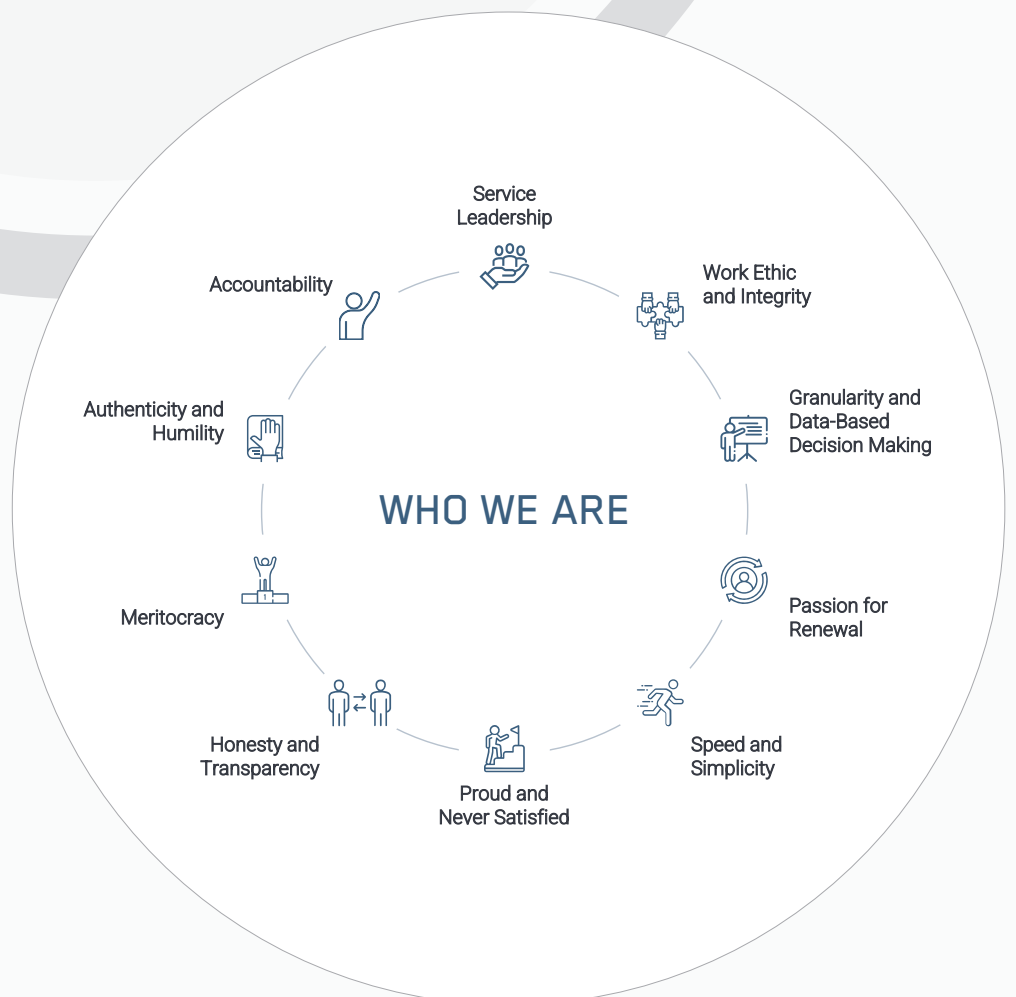 Service
Leadership
Work Ethic
and Integrity
Granularity and
Data-Based
Decision Making
Passion for
Renewal
Speed and
Simplicity
Proud and
Never Satisfied
Honesty and
Transparency
Meritocracy
1
Authenticity and
Humility
Accountability
WHO WE ARE